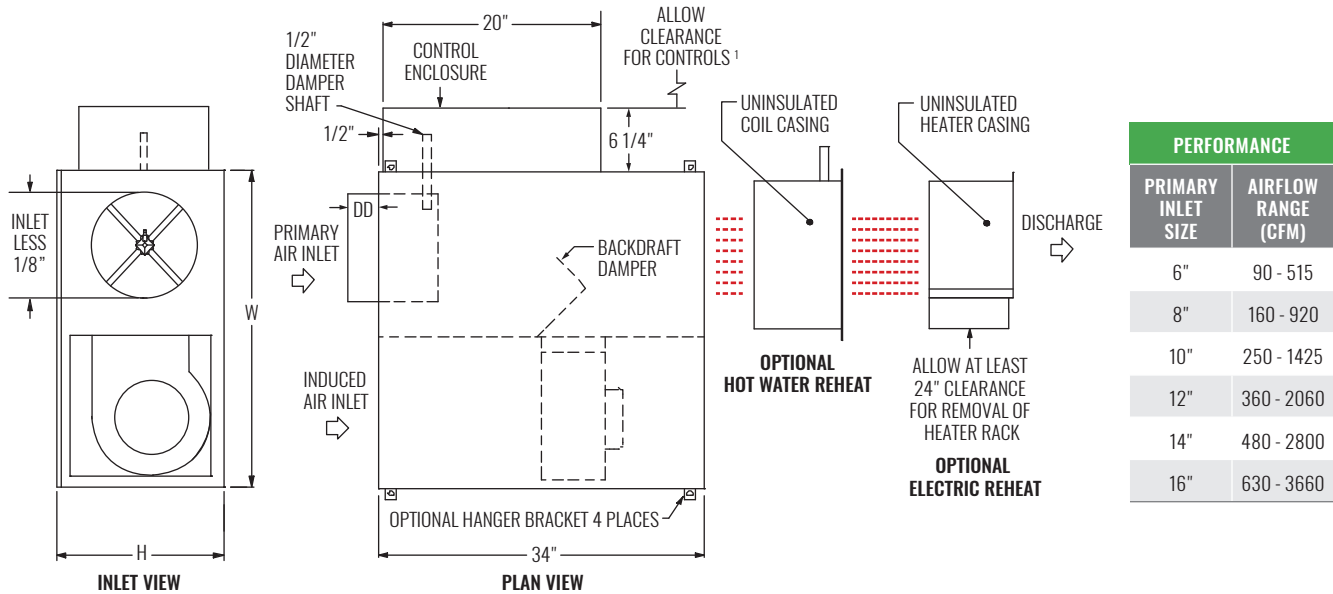 20"
ALLOW
CLEARANCE
FOR CONTROLS 1
1/2"
DIAMETER
DAMPER
SHAFT
CONTROL
ENCLOSURE
1/2"
6 1/4"
UNINSULATED
COIL CASING
UNINSULATED
HEATER CASING
INLET
LESS
1/8"
W
H
INLET VIEW
DD
PRIMARY
AIR INLET
BACKDRAFT
DAMPER
INDUCED
AIR INLET
OPTIONAL HANGER BRACKET 4 PLACES
34"
PLAN VIEW
OPTIONAL
HOT WATER REHEAT
DISCHARGE
ALLOW AT LEAST
24" CLEARANCE
FOR REMOVAL OF
HEATER RACK
OPTIONAL
ELECTRIC REHEAT
PERFORMANCE
PRIMARY
INLET
SIZE
AIRFLOW
RANGE
(CFM)
6" 90 - 515
8" 160 - 920
10" 250 - 1425
12" 360 - 2060
14" 480 - 2800
16" 630 - 3660